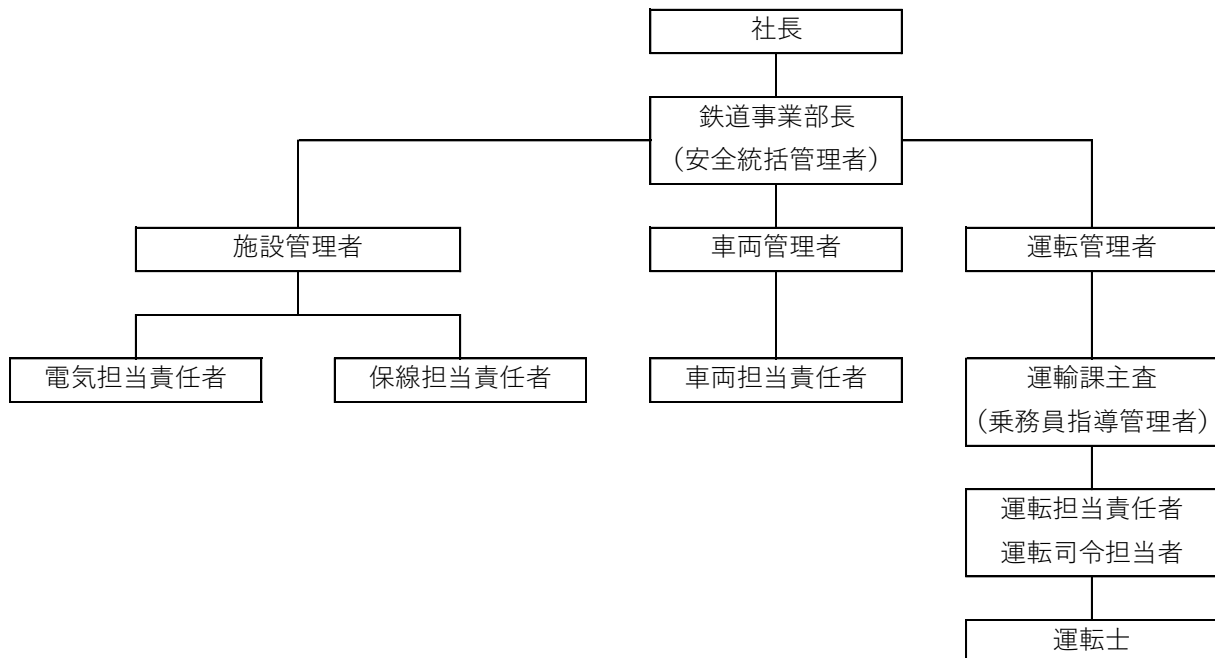 社長
鉄道事業部長
（安全統括管理者）
施設管理者
車両管理者
運転管理者
電気担当責任者
保線担当責任者
車両担当責任者
運輸課主査
（乗務員指導管理者）
運転担当責任者
運転司令担当者
運転士